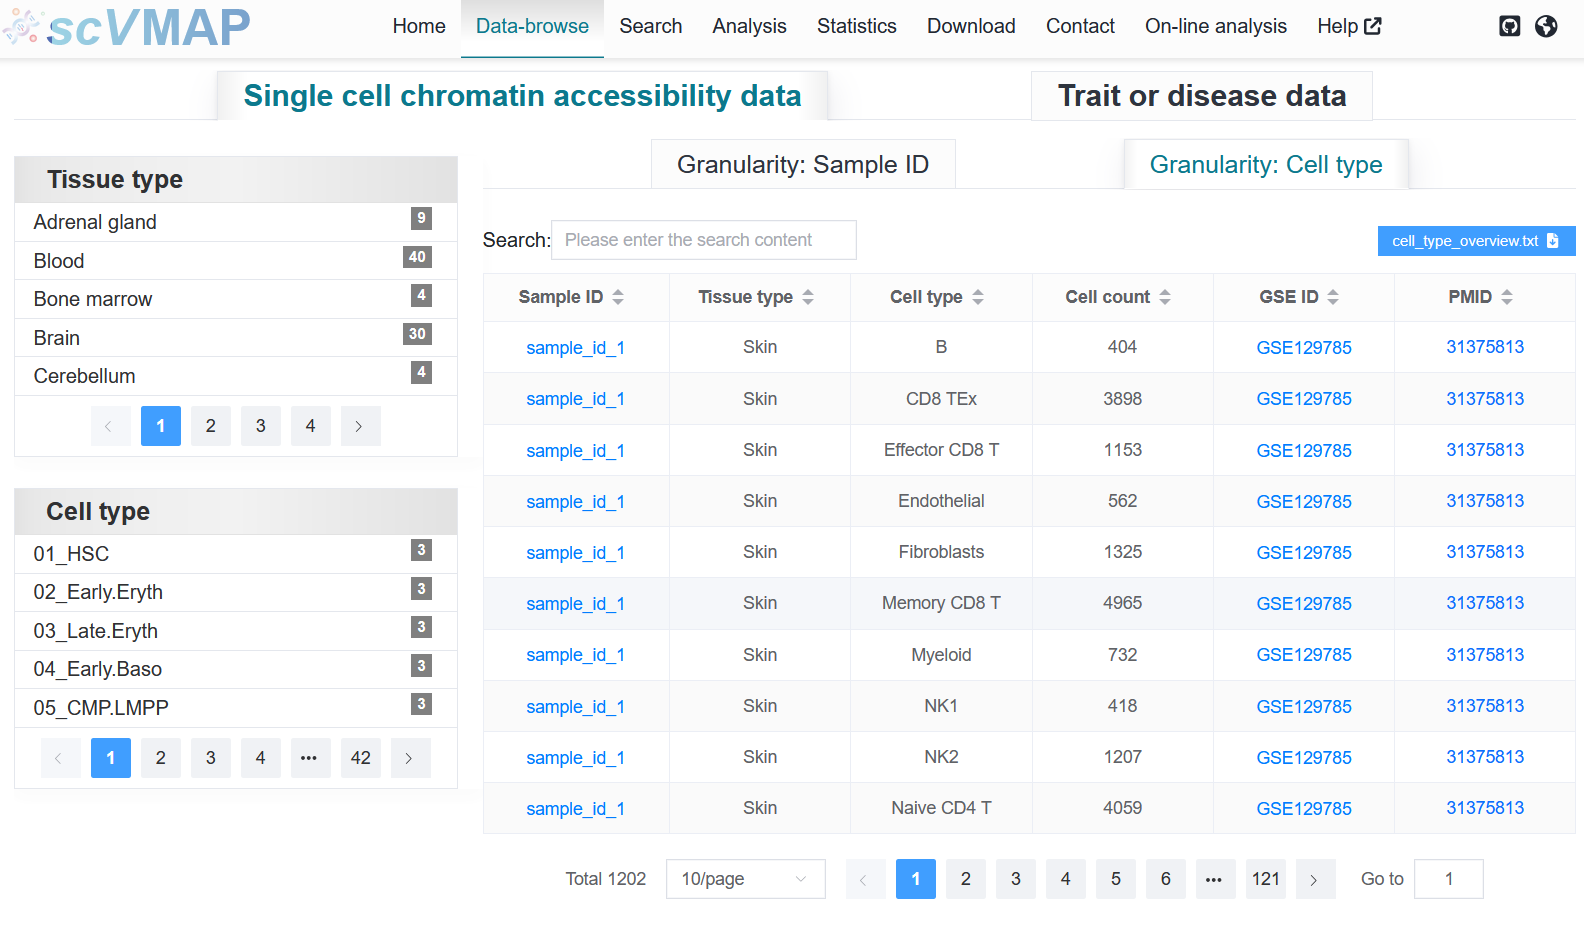 scVMAP
Home Data-browse Search Analysis Statistics Download Contact On-line analysis Help
Single cell chromatin accessibility data Trait or disease data
Tissue type
Adrenal gland 9
Blood 40
Bone marrow 4
Brain 30
Cerebellum 4
1 2 3 4
Cell type
01_HSC 3
02_Early.Eryth 3
03_Late.Eryth 3
04_Early.Baso 3
05_CMP.LMPP 3
1 2 3 4 ••• 42
Granularity: Sample ID Granularity: Cell type
Search: Please enter the search content cell_type_overview.txt
Sample ID Tissue type Cell type Cell count GSE ID PMID
sample_id_1 Skin B 404 GSE129785 31375813
sample_id_1 Skin CD8 TEx 3898 GSE129785 31375813
sample_id_1 Skin Effector CD8 T 1153 GSE129785 31375813
sample_id_1 Skin Endothelial 562 GSE129785 31375813
sample_id_1 Skin Fibroblasts 1325 GSE129785 31375813
sample_id_1 Skin Memory CD8 T 4965 GSE129785 31375813
sample_id_1 Skin Myeloid 732 GSE129785 31375813
sample_id_1 Skin NK1 418 GSE129785 31375813
sample_id_1 Skin NK2 1207 GSE129785 31375813
sample_id_1 Skin Naive CD4 T 4059 GSE129785 31375813
Total 1202 10/page 1 2 3 4 5 6 ••• 121 Go to 1